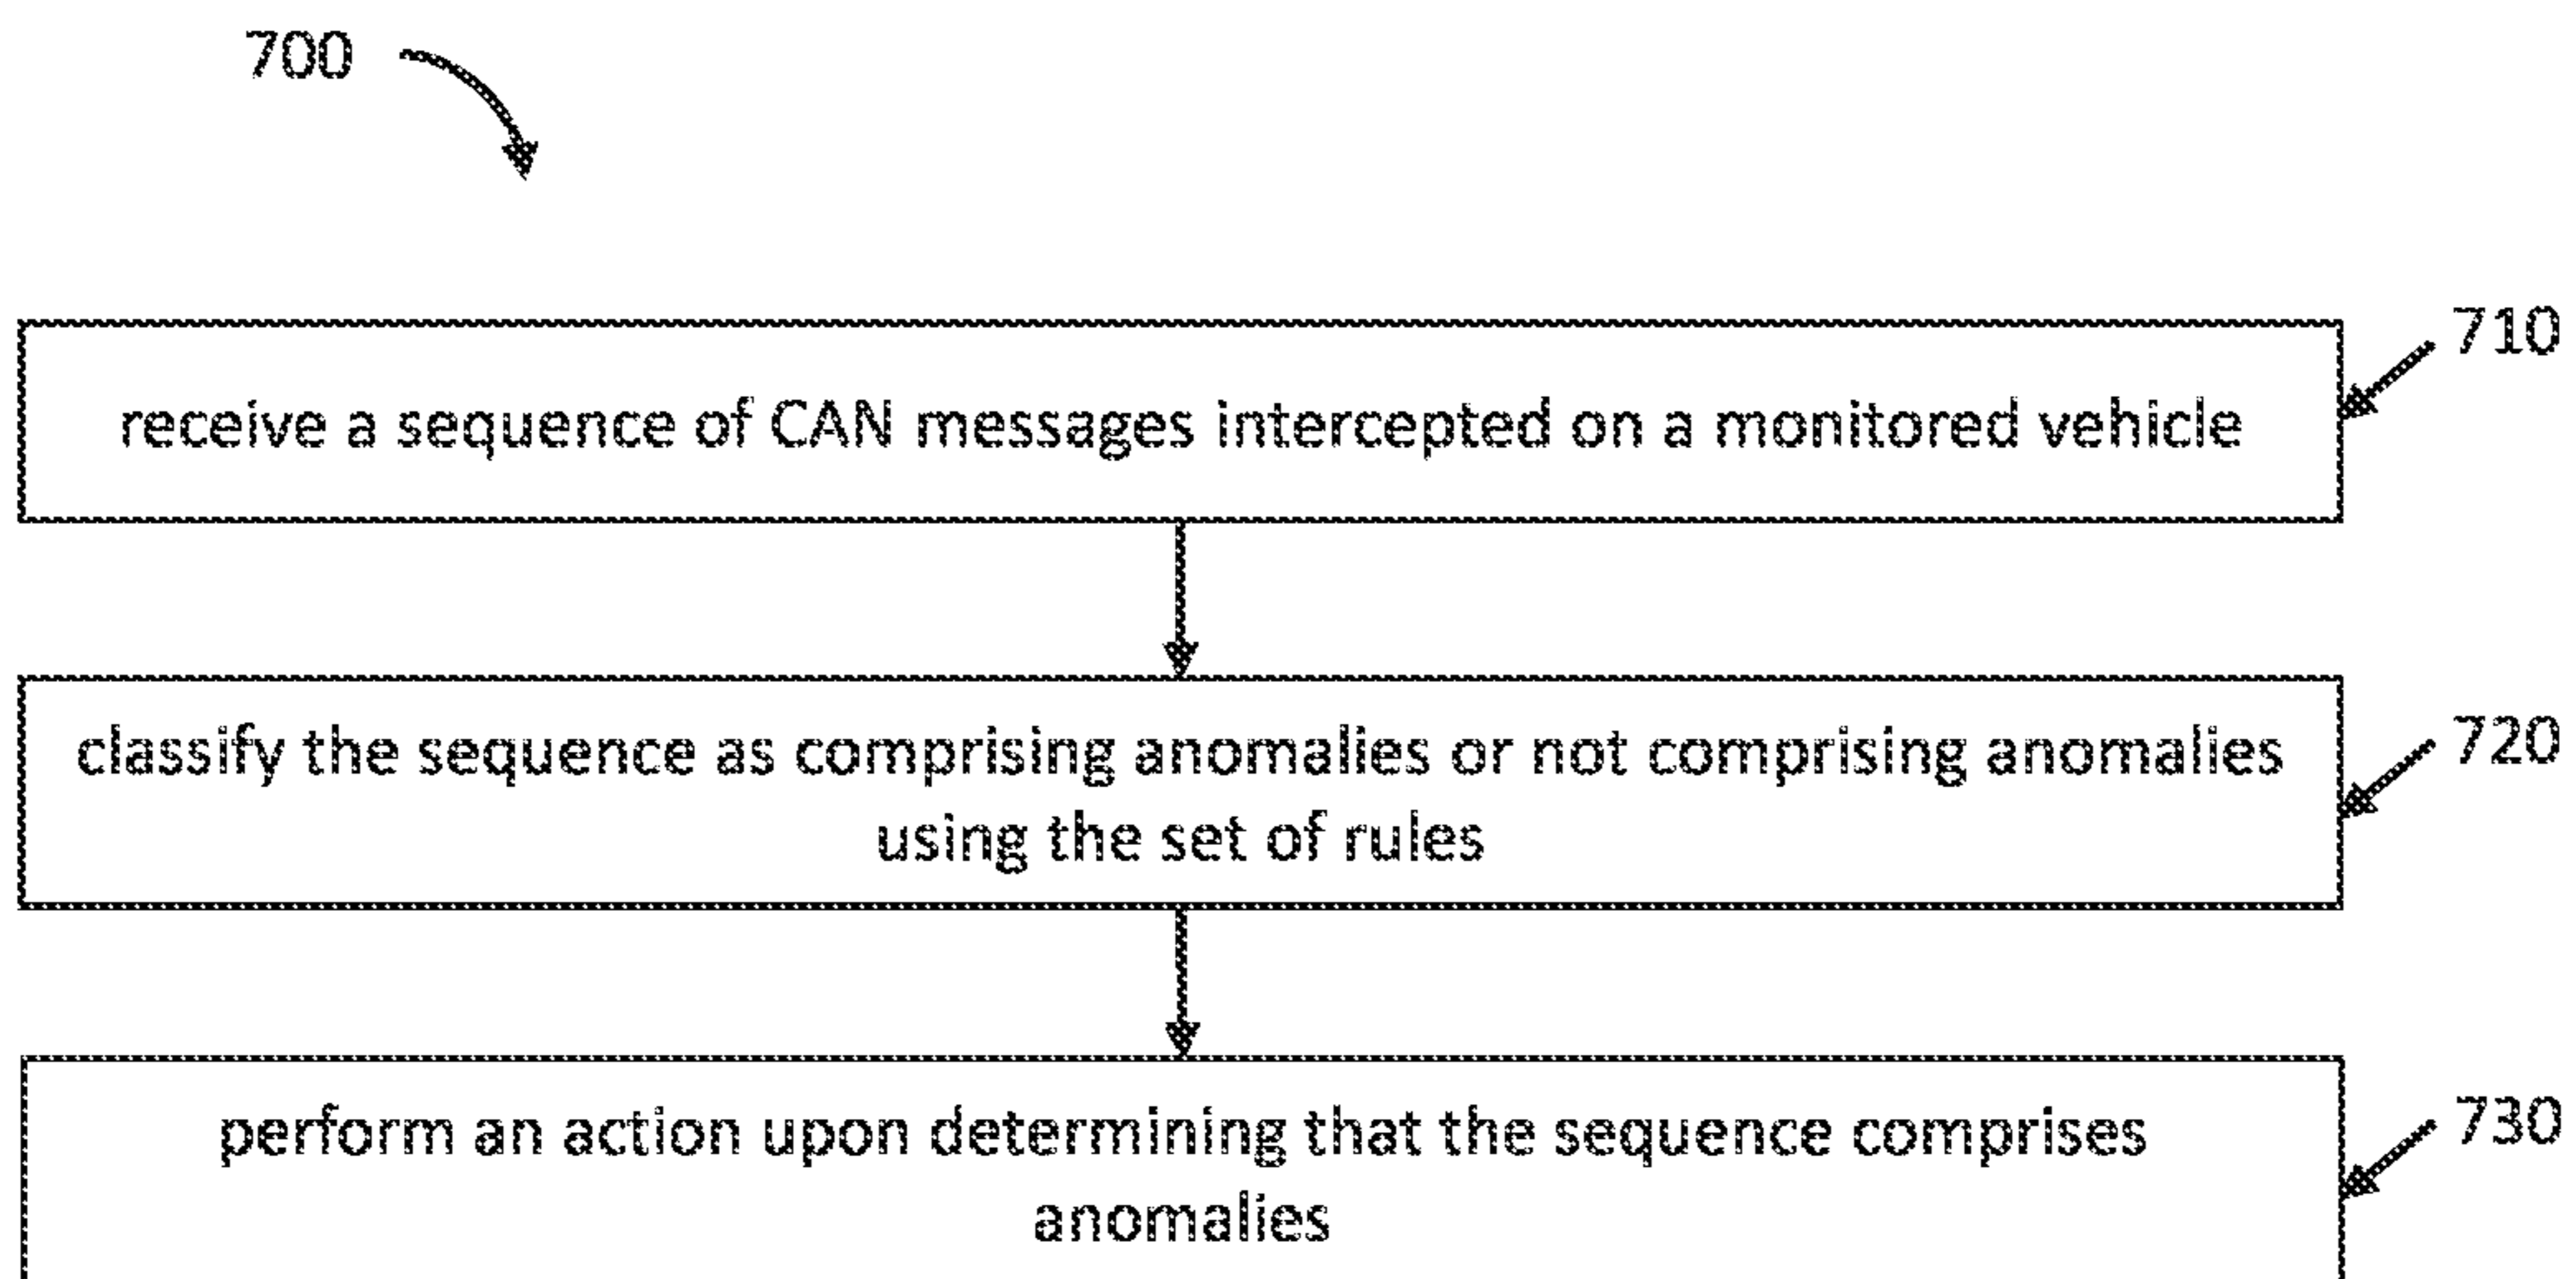 700
710
receive a sequence of CAN messages intercepted on a monitored vehicle
720
classify the sequence as comprising anomalies or not comprising anomalies
using the set of rules
730
perform an action upon determining that the sequence comprises
anomalies